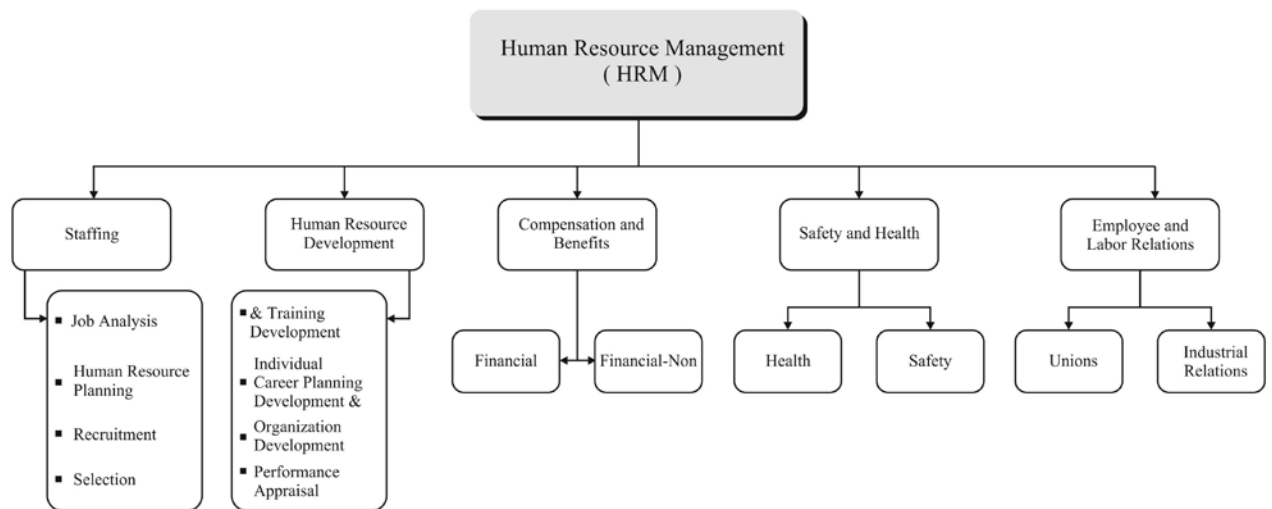 Human Resource Management
( HRM )
Staffing
Human Resource
Development
Compensation and
Benefits
Safety and Health
Employee and
Labor Relations
Job Analysis
Human Resource
Planning
Recruitment
Selection
& Training
Development
Individual
Career Planning
Development &
Organization
Development
Performance
Appraisal
Financial
Financial-Non
Health
Safety
Unions
Industrial
Relations